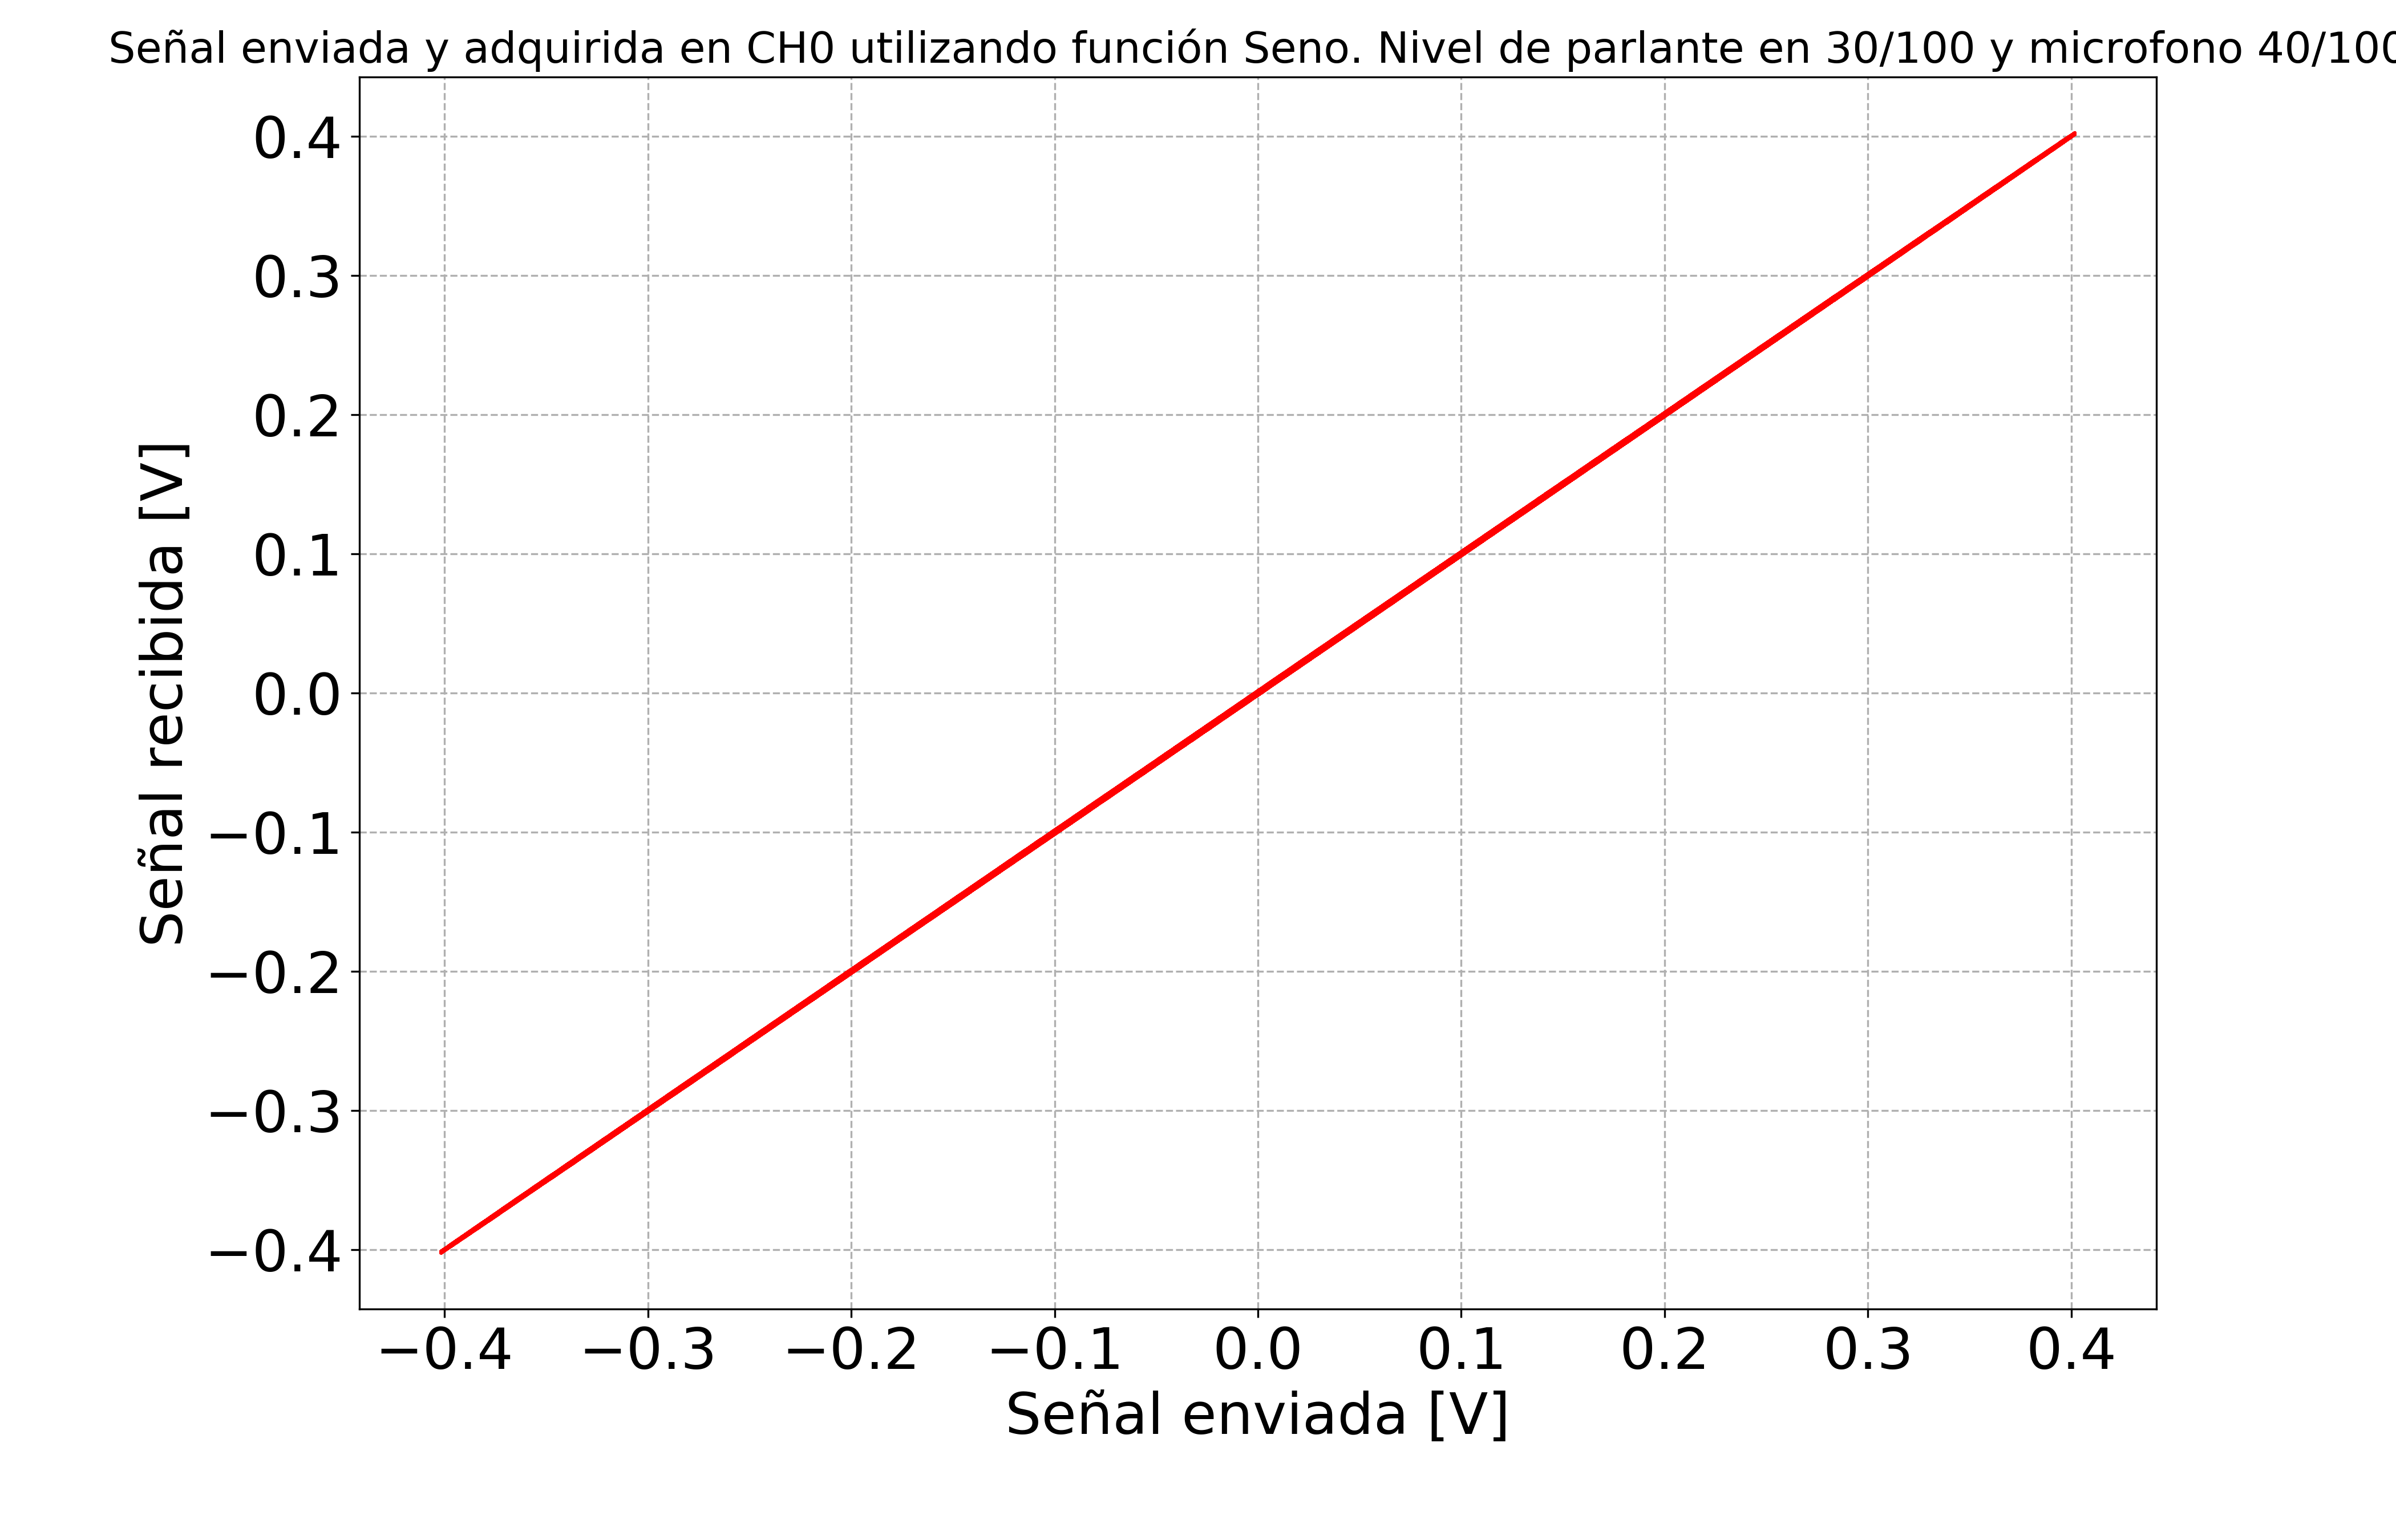 Señal enviada y adquirida en CH0 utilizando función Seno. Nivel de parlante en 30/100 y microfono 40/100
0.4
0.3
0.2
0.1
0.0
−0.1
−0.2
−0.3
−0.4
Señal recibida [V]
−0.4 −0.3 −0.2 −0.1 0.0 0.1 0.2 0.3 0.4
Señal enviada [V]